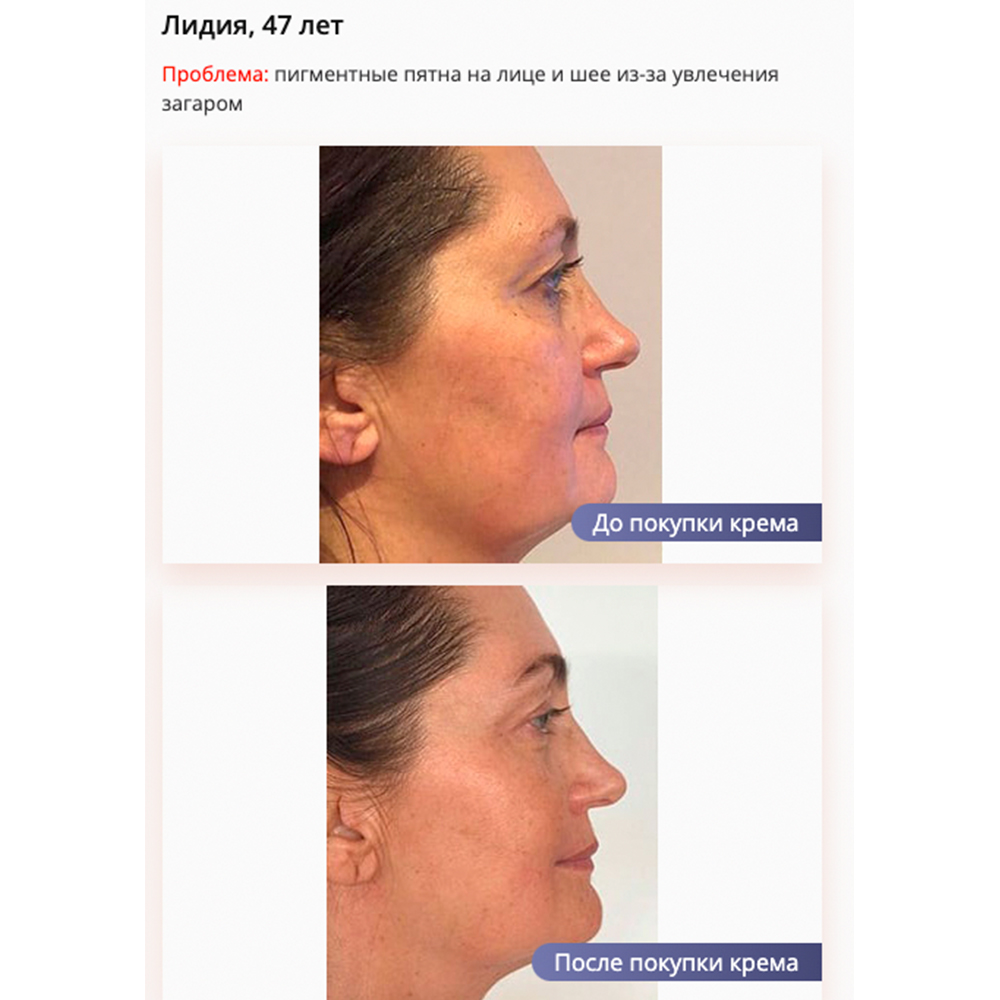 Лидия, 47 лет
Проблема: пигментные пятна на лице и шее из-за увлечения
загаром
До покупки крема
После покупки крема